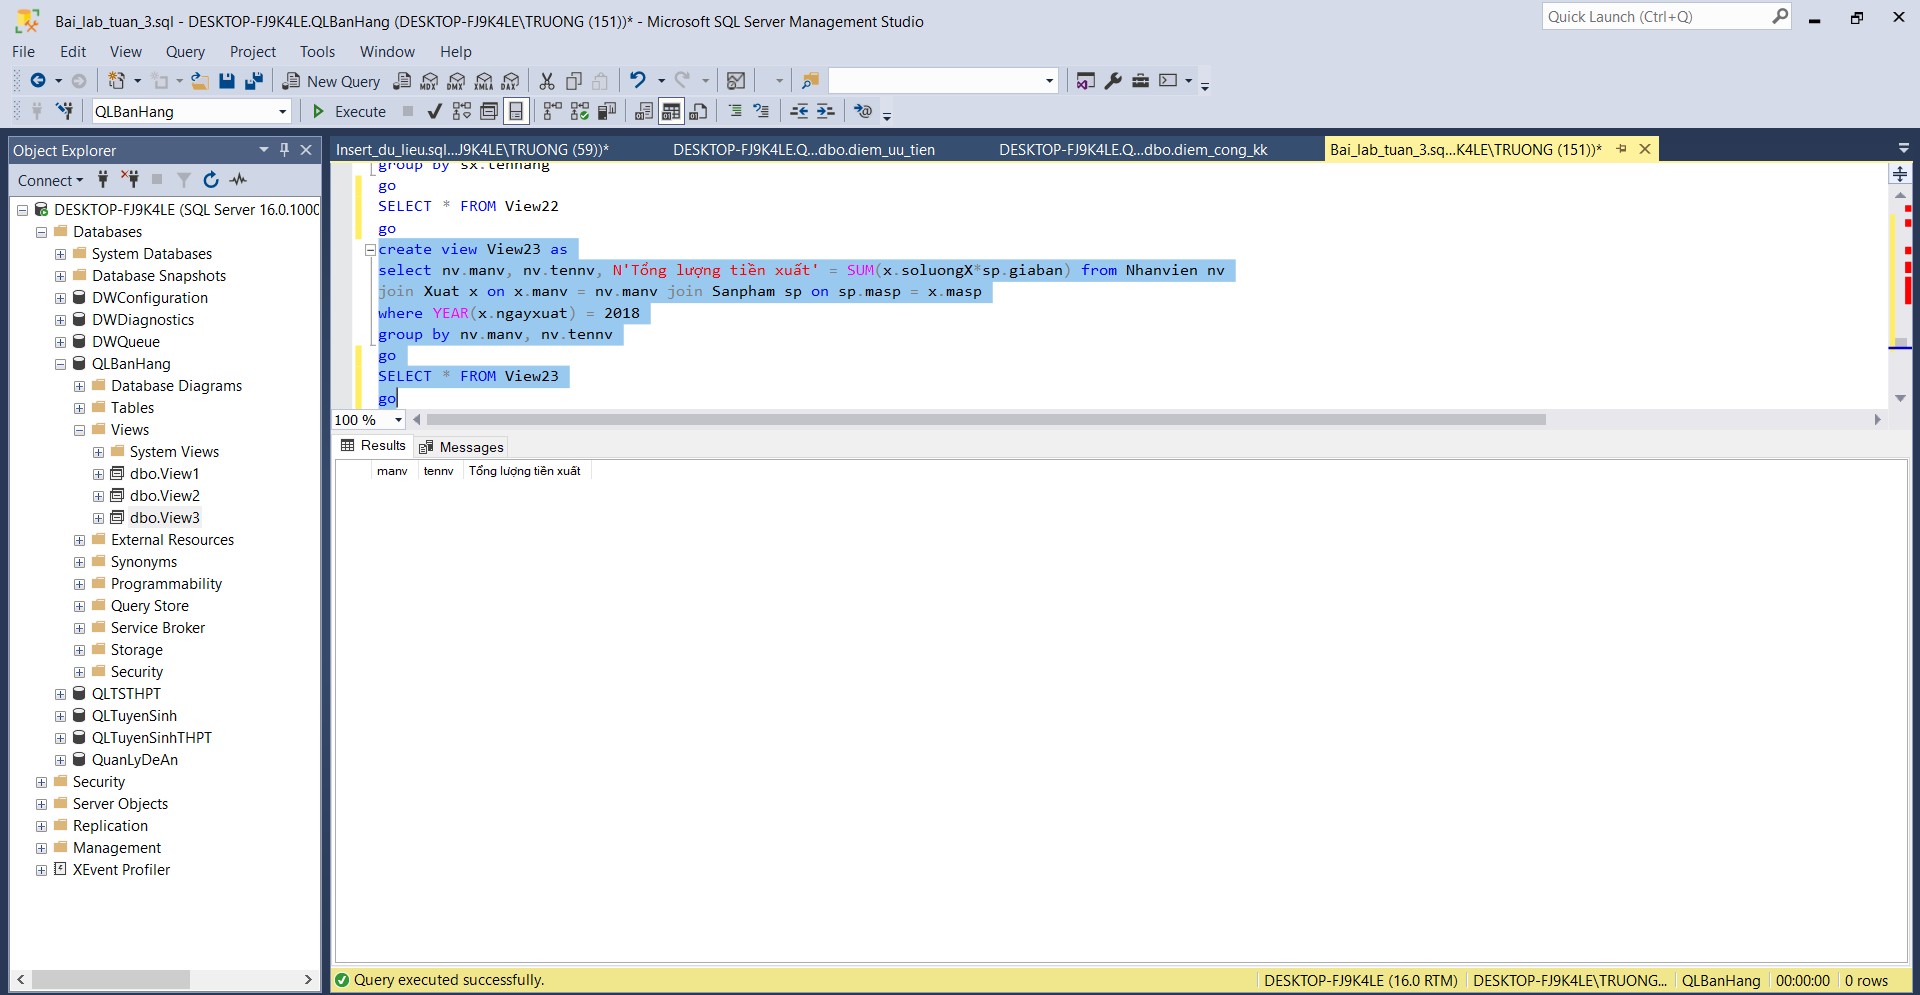 Bai_lab_tuan_3.sql - DESKTOP-FJ9K4LE.QLBanHang (DESKTOP-FJ9K4LE\TRUONG (151))* - Microsoft SQL Server Management Studio
Quick Launch (Ctrl+Q)
File Edit View Query Project Tools Window Help
New Query MDX DMX XMLA DAX
QLBanHang Execute
Object Explorer
Connect
DESKTOP-FJ9K4LE (SQL Server 16.0.1000
Databases
System Databases
Database Snapshots
DWConfiguration
DWDiagnostics
DWQueue
QLBanHang
Database Diagrams
Tables
Views
System Views
dbo.View1
dbo.View2
dbo.View3
External Resources
Synonyms
Programmability
Query Store
Service Broker
Storage
Security
QLTSTHPT
QLTuyenSinh
QLTuyenSinhTHPT
QuanLyDeAn
Security
Server Objects
Replication
Management
XEvent Profiler
Insert_du_lieu.sql...J9K4LE\TRUONG (59))* DESKTOP-FJ9K4LE.Q...dbo.diem_uu_tien DESKTOP-FJ9K4LE.Q...dbo.diem_cong_kk Bai_lab_tuan_3.sq...K4LE\TRUONG (151))*
group by sx.tenhang
go
SELECT * FROM View22
go
create view View23 as
select nv.manv, nv.tennv, N'Tổng lượng tiền xuất' = SUM(x.soluongX*sp.giaban) from Nhanvien nv
join Xuat x on x.manv = nv.manv join Sanpham sp on sp.masp = x.masp
where YEAR(x.ngayxuat) = 2018
group by nv.manv, nv.tennv
go
SELECT * FROM View23
go
100 %
Results Messages
manv tennv Tổng lượng tiền xuất
Query executed successfully. DESKTOP-FJ9K4LE (16.0 RTM) DESKTOP-FJ9K4LE\TRUONG... QLBanHang 00:00:00 0 rows